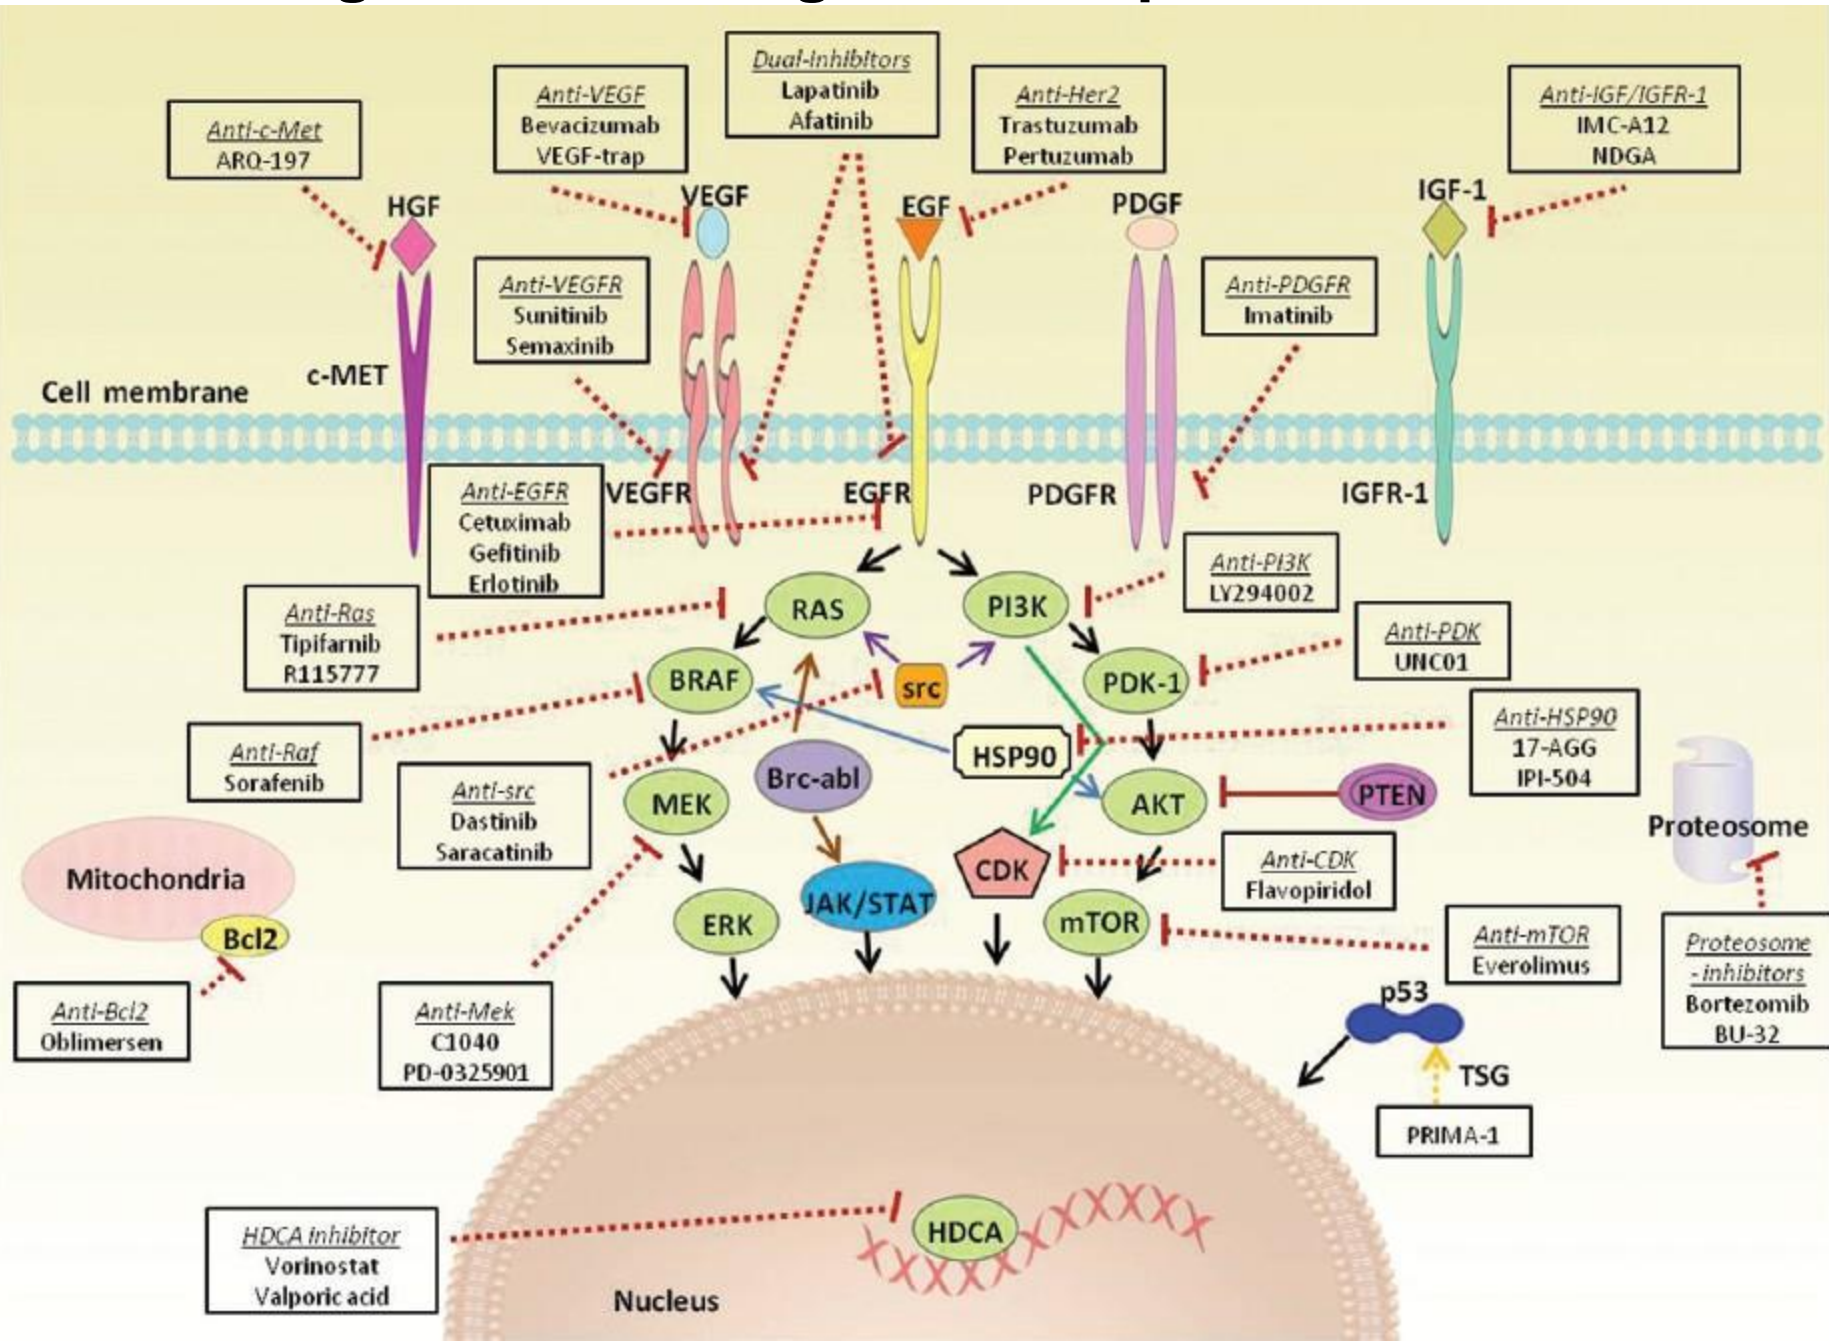 Dual-inhibitors
Lapatinib
Afatinib
Anti-VEGF
Bevacizumab
VEGF-trap
Anti-Her2
Trastuzumab
Pertuzumab
Anti-IGF/IGFR-1
IMC-A12
NDGA
Anti-c-Met
ARQ-197
HGF
VEGF
EGF
PDGF
IGF-1
Anti-VEGFR
Sunitinib
Semaxinib
Anti-PDGFR
Imatinib
c-MET
Cell membrane
VEGFR
EGFR
PDGFR
IGFR-1
Anti-EGFR
Cetuximab
Gefitinib
Erlotinib
Anti-PI3K
LY294002
Anti-Ras
Tipifarnib
R115777
RAS
PI3K
Anti-PDK
UNC01
BRAF
src
PDK-1
Anti-HSP90
17-AGG
IPI-504
Anti-Raf
Sorafenib
HSP90
Brc-abl
Anti-src
Dastinib
Saracatinib
MEK
AKT
PTEN
Proteosome
Mitochondria
Bcl2
CDK
Anti-CDK
Flavopiridol
JAK/STAT
ERK
mTOR
Anti-mTOR
Everolimus
Proteosome
-inhibitors
Bortezomib
BU-32
Anti-Bcl2
Oblimersen
Anti-Mek
C1040
PD-0325901
p53
TSG
PRIMA-1
HDCA inhibitor
Vorinostat
Valporic acid
HDCA
Nucleus